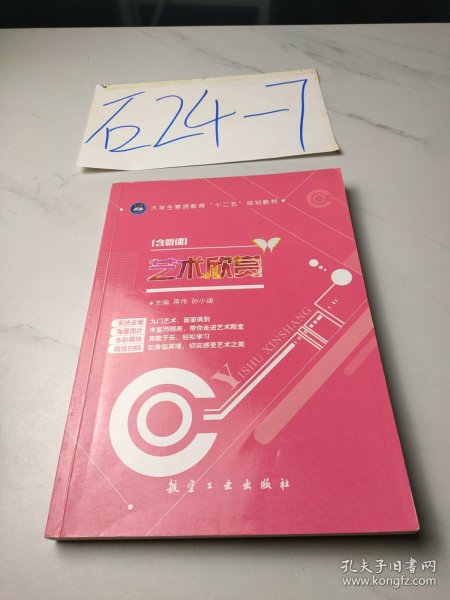 石24-7
大学生素质教育“十二五”规划教材
(含微课)
艺术欣赏
主编 蒋伟 孙小迪
系统全面 九门艺术，面面俱到
海量图片 丰富而精美，带你走进艺术殿堂
多彩模块 寓教于乐，轻松学习
微信扫码 如身临其境，切实感受艺术之美
YISHU XINSHANG
航空工业出版社
孔夫子旧书网
www.kongfz.com